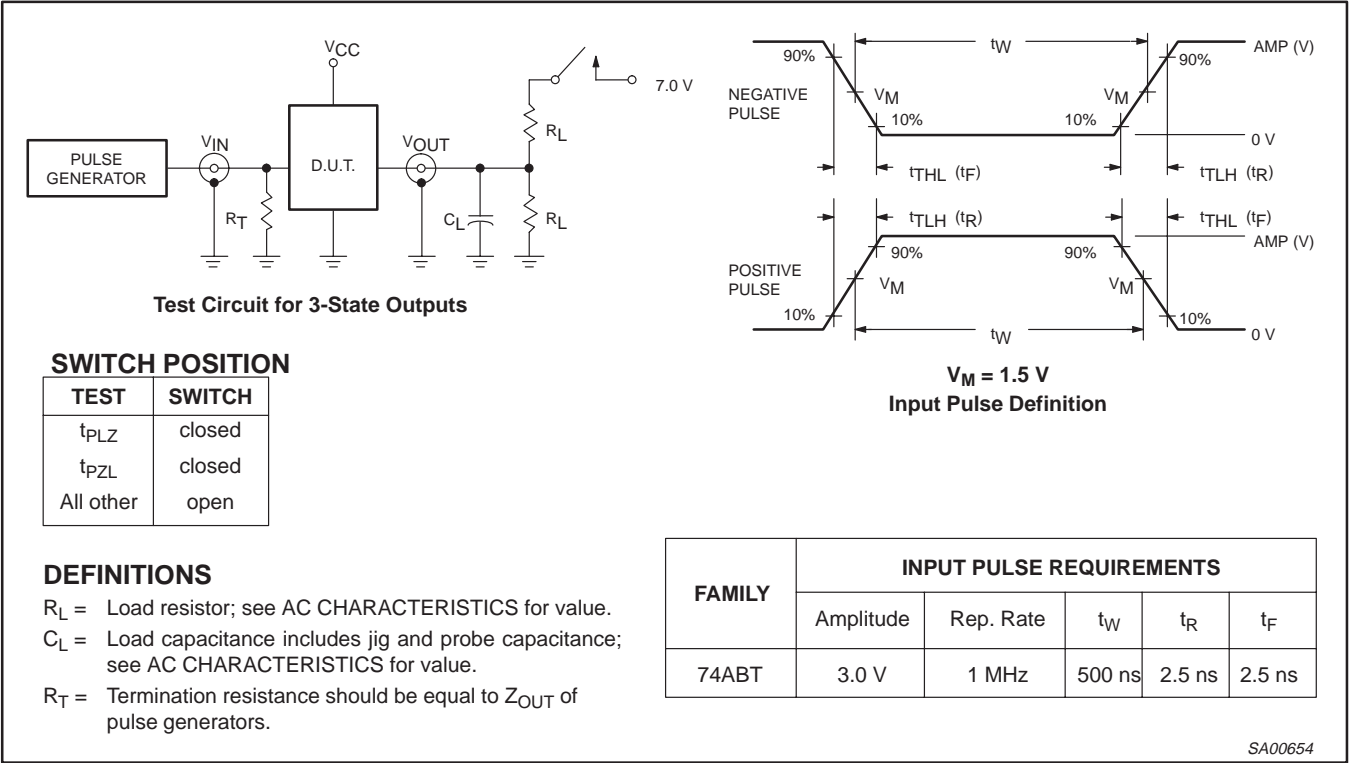 VCC
7.0 V
RL
VIN
VOUT
PULSE
GENERATOR
D.U.T.
RT
CL
RL
Test Circuit for 3-State Outputs
tW
AMP (V)
90%
90%
NEGATIVE
PULSE
VM
VM
10%
10%
0 V
tTHL (tF)
tTLH (tR)
tTLH (tR)
tTHL (tF)
AMP (V)
90%
90%
POSITIVE
PULSE
VM
VM
10%
10%
tW
0 V
VM = 1.5 V
Input Pulse Definition
SWITCH POSITION
TEST SWITCH
tPLZ closed
tPZL closed
All other open
DEFINITIONS
RL = Load resistor; see AC CHARACTERISTICS for value.
CL = Load capacitance includes jig and probe capacitance;
see AC CHARACTERISTICS for value.
RT = Termination resistance should be equal to ZOUT of
pulse generators.
FAMILY
INPUT PULSE REQUIREMENTS
Amplitude Rep. Rate tW tR tF
74ABT 3.0 V 1 MHz 500 ns 2.5 ns 2.5 ns
SA00654